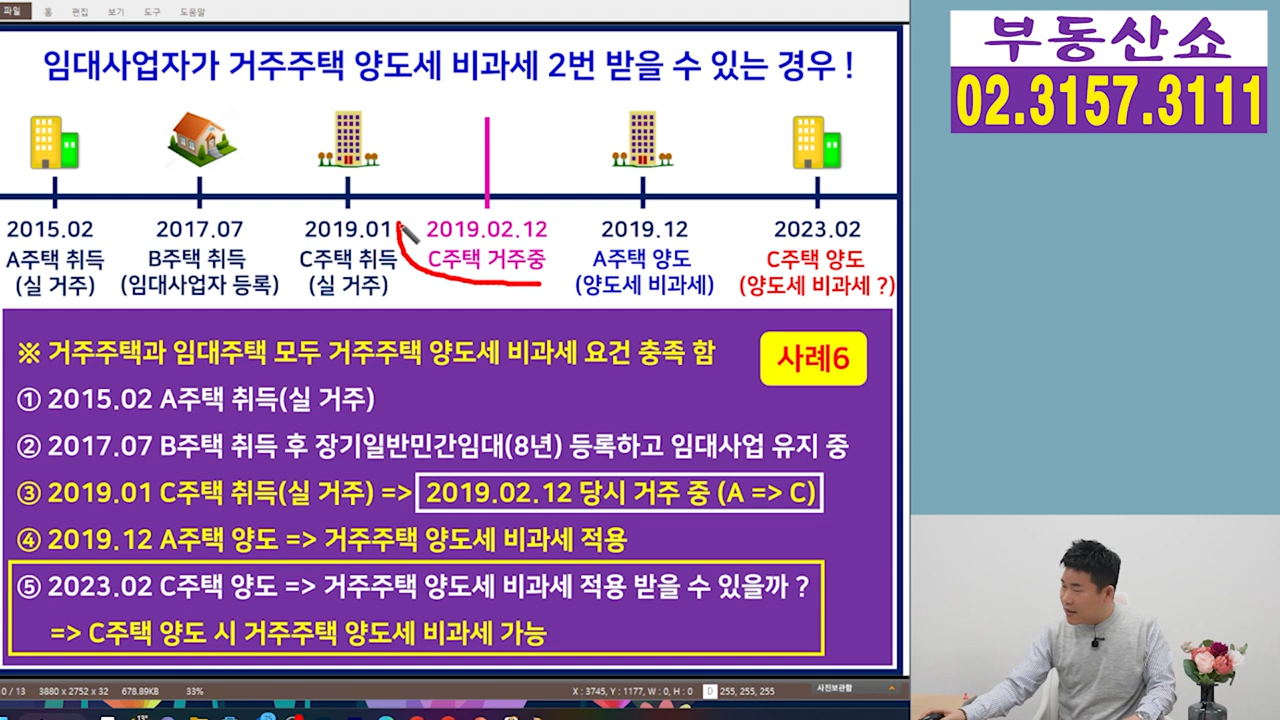 파일 홈 편집 보기 도구 도움말
부동산쇼
02.3157.3111
임대사업자가 거주주택 양도세 비과세 2번 받을 수 있는 경우 !
2015.02
A주택 취득
(실 거주)
2017.07
B주택 취득
(임대사업자 등록)
2019.01
C주택 취득
(실 거주)
2019.02.12
C주택 거주중
2019.12
A주택 양도
(양도세 비과세)
2023.02
C주택 양도
(양도세 비과세 ?)
※ 거주주택과 임대주택 모두 거주주택 양도세 비과세 요건 충족 함
사례6
① 2015.02 A주택 취득(실 거주)
② 2017.07 B주택 취득 후 장기일반민간임대(8년) 등록하고 임대사업 유지 중
③ 2019.01 C주택 취득(실 거주) => 2019.02.12 당시 거주 중 (A => C)
④ 2019.12 A주택 양도 => 거주주택 양도세 비과세 적용
⑤ 2023.02 C주택 양도 => 거주주택 양도세 비과세 적용 받을 수 있을까 ?
=> C주택 양도 시 거주주택 양도세 비과세 가능
0 / 13 3880 x 2752 x 32 678.89KB 33% X : 3745, Y : 1177, W : 0, H : 0 D 255, 255, 255 사진보관함